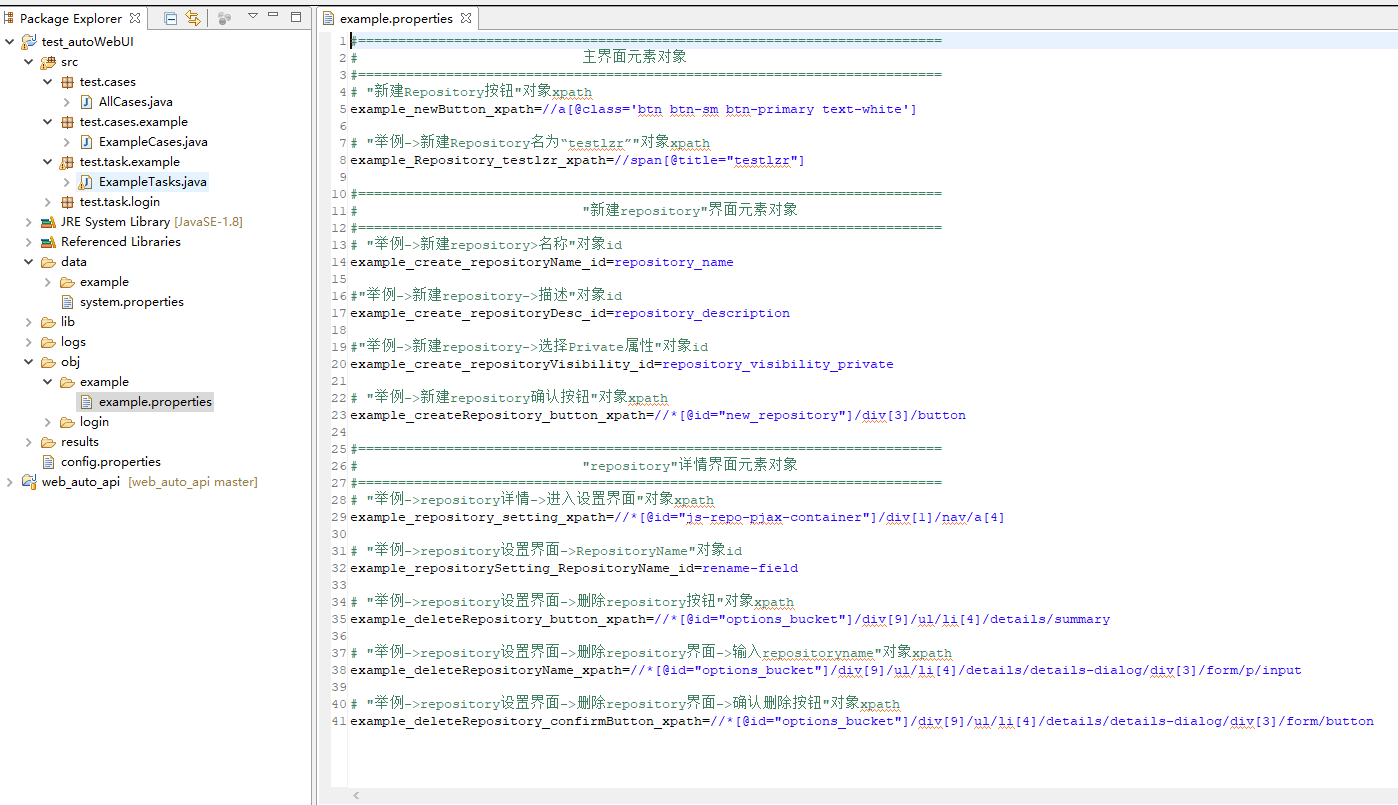 Package Explorer
test_autoWebUI
src
test.cases
AllCases.java
test.cases.example
ExampleCases.java
test.task.example
ExampleTasks.java
test.task.login
JRE System Library [JavaSE-1.8]
Referenced Libraries
data
example
system.properties
lib
logs
obj
example
example.properties
login
results
config.properties
web_auto_api [web_auto_api master]
example.properties
1 #=========================================================================
2 # 主界面元素对象
3 #=========================================================================
4 # "新建Repository按钮"对象xpath
5 example_newButton_xpath=//a[@class='btn btn-sm btn-primary text-white']
6
7 # "举例->新建Repository名为“testlzr”"对象xpath
8 example_Repository_testlzr_xpath=//span[@title="testlzr"]
9
10 #=========================================================================
11 # "新建repository"界面元素对象
12 #=========================================================================
13 # "举例->新建repository>名称"对象id
14 example_create_repositoryName_id=repository_name
15
16 #"举例->新建repository->描述"对象id
17 example_create_repositoryDesc_id=repository_description
18
19 #"举例->新建repository->选择Private属性"对象id
20 example_create_repositoryVisibility_id=repository_visibility_private
21
22 # "举例->新建repository确认按钮"对象xpath
23 example_createRepository_button_xpath=//*[@id="new_repository"]/div[3]/button
24
25 #=========================================================================
26 # "repository"详情界面元素对象
27 #=========================================================================
28 # "举例->repository详情->进入设置界面"对象xpath
29 example_repository_setting_xpath=//*[@id="js-repo-pjax-container"]/div[1]/nav/a[4]
30
31 # "举例->repository设置界面->RepositoryName"对象id
32 example_repositorySetting_RepositoryName_id=rename-field
33
34 # "举例->repository设置界面->删除repository按钮"对象xpath
35 example_deleteRepository_button_xpath=//*[@id="options_bucket"]/div[9]/ul/li[4]/details/summary
36
37 # "举例->repository设置界面->删除repository界面->输入repositoryname"对象xpath
38 example_deleteRepositoryName_xpath=//*[@id="options_bucket"]/div[9]/ul/li[4]/details/details-dialog/div[3]/form/p/input
39
40 # "举例->repository设置界面->删除repository界面->确认删除按钮"对象xpath
41 example_deleteRepository_confirmButton_xpath=//*[@id="options_bucket"]/div[9]/ul/li[4]/details/details-dialog/div[3]/form/button